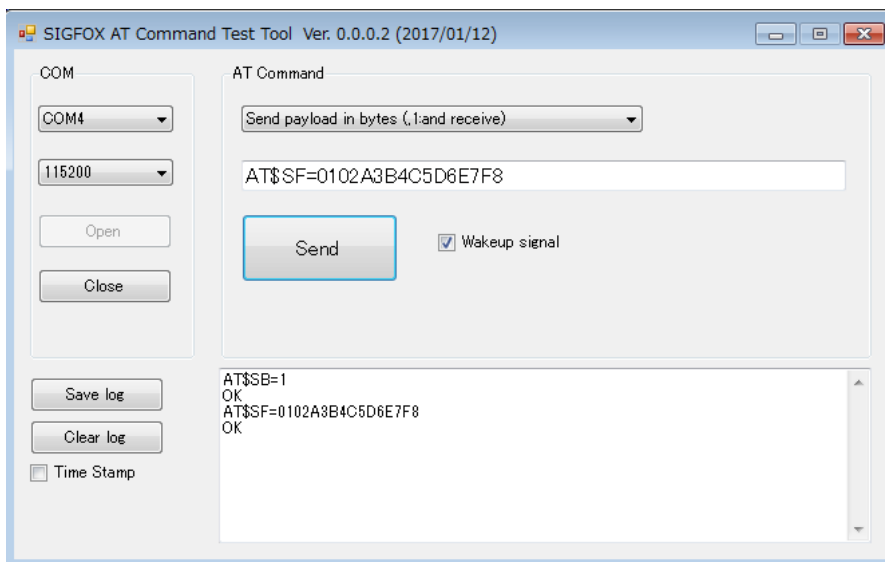 SIGFOX AT Command Test Tool Ver. 0.0.0.2 (2017/01/12)
COM
COM4
115200
Open
Close
AT Command
Send payload in bytes (,1:and receive)
AT$SF=0102A3B4C5D6E7F8
Send
Wakeup signal
Save log
Clear log
Time Stamp
AT$SB=1
OK
AT$SF=0102A3B4C5D6E7F8
OK